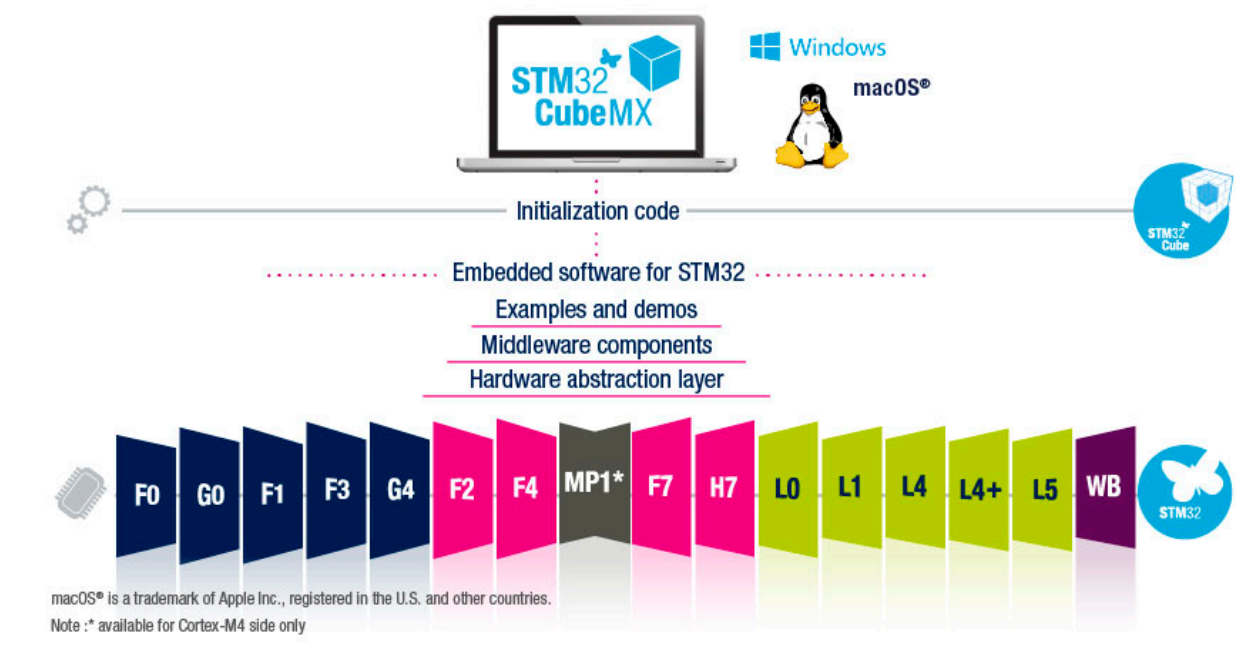 STM32
CubeMX
Windows
macOS®
Initialization code
STM32
Cube
Embedded software for STM32
Examples and demos
Middleware components
Hardware abstraction layer
F0 G0 F1 F3 G4 F2 F4 MP1* F7 H7 L0 L1 L4 L4+ L5 WB
STM32
macOS® is a trademark of Apple Inc., registered in the U.S. and other countries.
Note :* available for Cortex-M4 side only